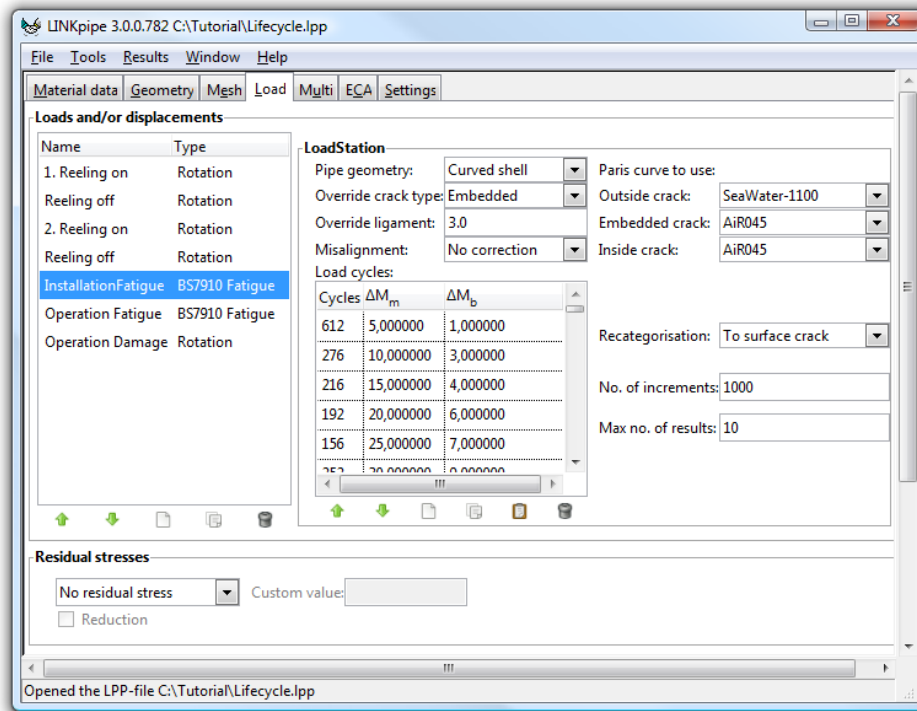 LINKpipe 3.0.0.782 C:\Tutorial\Lifecycle.lpp
File Tools Results Window Help
Material data Geometry Mesh Load Multi ECA Settings
Loads and/or displacements
Name Type
1. Reeling on Rotation
Reeling off Rotation
2. Reeling on Rotation
Reeling off Rotation
InstallationFatigue BS7910 Fatigue
Operation Fatigue BS7910 Fatigue
Operation Damage Rotation
LoadStation
Pipe geometry: Curved shell
Override crack type: Embedded
Override ligament: 3.0
Misalignment: No correction
Load cycles:
Cycles ΔMm ΔMb
612 5,000000 1,000000
276 10,000000 3,000000
216 15,000000 4,000000
192 20,000000 6,000000
156 25,000000 7,000000
Paris curve to use:
Outside crack: SeaWater-1100
Embedded crack: AiR045
Inside crack: AiR045
Recategorisation: To surface crack
No. of increments: 1000
Max no. of results: 10
Residual stresses
No residual stress Custom value:
Reduction
Opened the LPP-file C:\Tutorial\Lifecycle.lpp